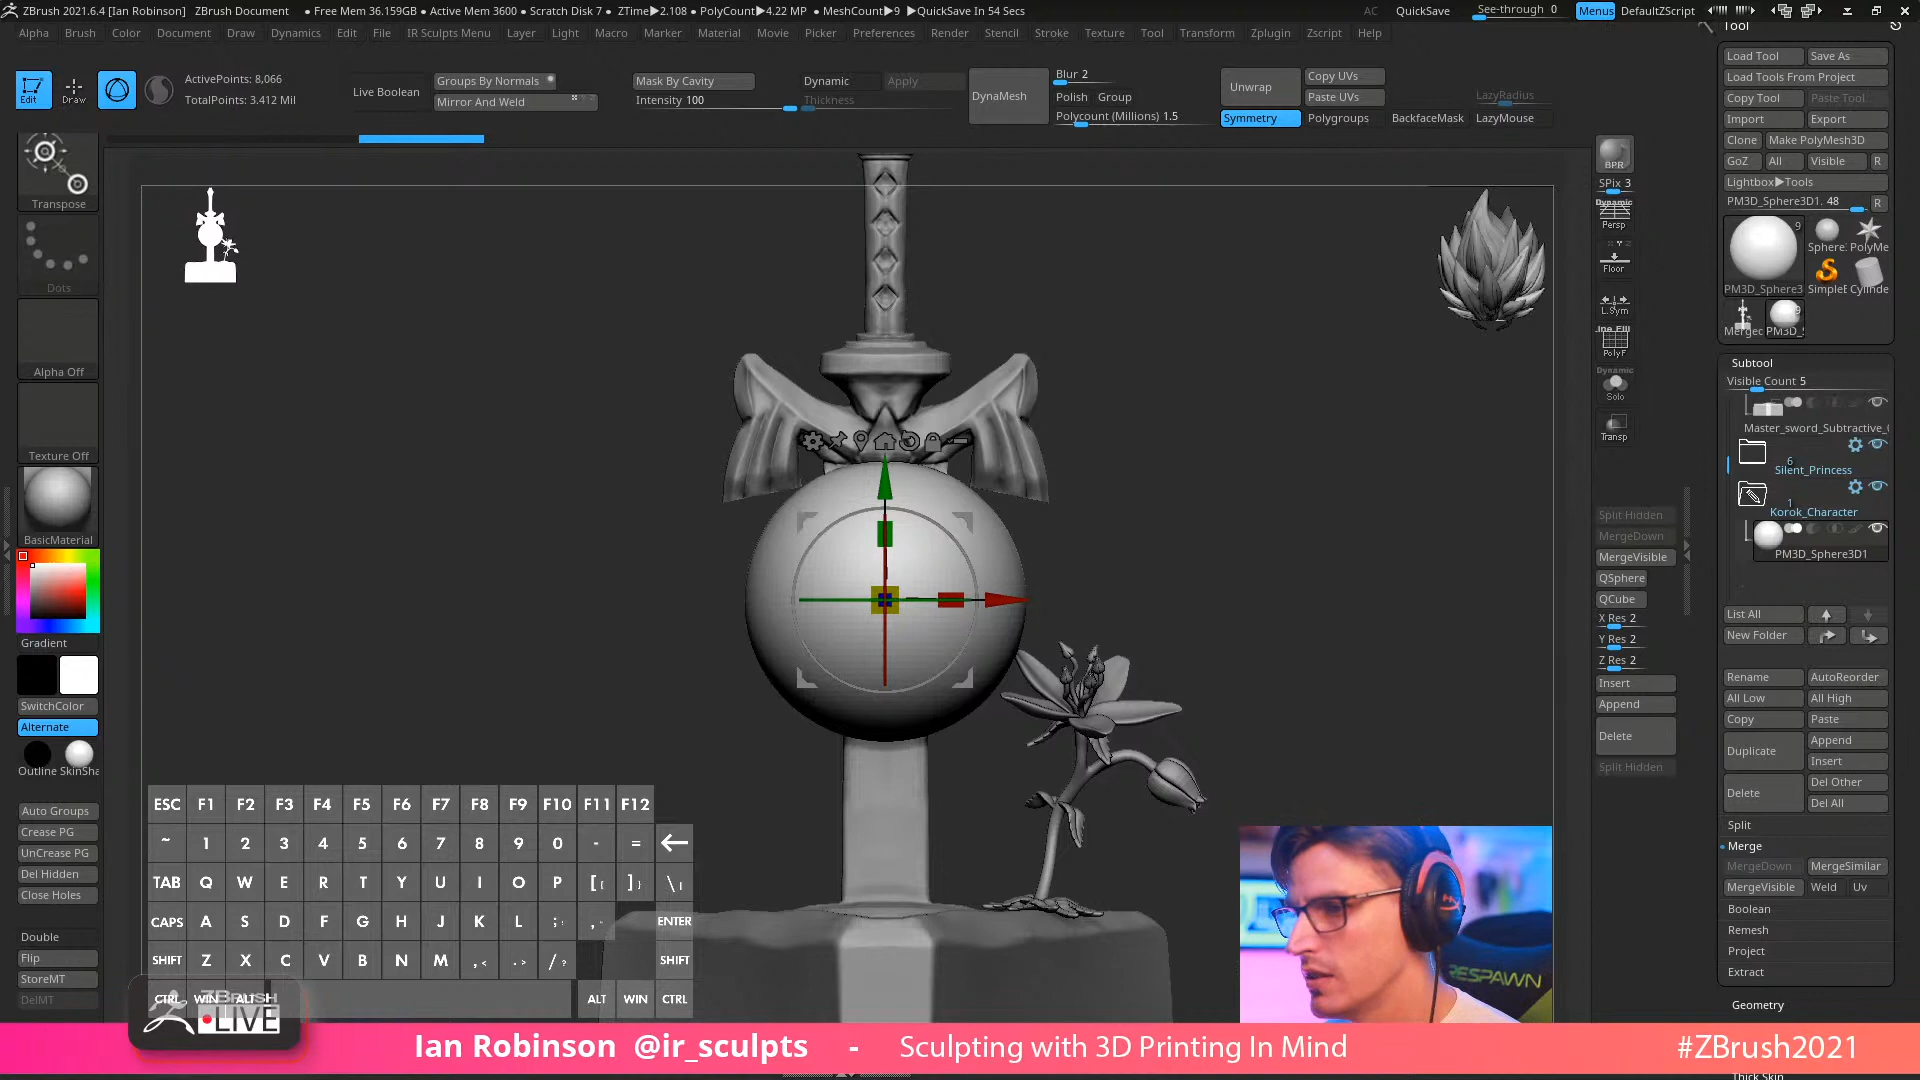 ZBrush 2021.6.4 [Ian Robinson] ZBrush Document • Free Mem 36.159GB • Active Mem 3600 • Scratch Disk 7 • ZTime▶2.108 • PolyCount▶4.22 MP • MeshCount▶9 ▶QuickSave In 54 Secs AC QuickSave See-through 0 Menus DefaultZScript
Alpha Brush Color Document Draw Dynamics Edit File IR Sculpts Menu Layer Light Macro Marker Material Movie Picker Preferences Render Stencil Stroke Texture Tool Transform Zplugin Zscript Help
Edit Draw
ActivePoints: 8,066
TotalPoints: 3.412 Mil
Live Boolean
Groups By Normals
Mirror And Weld
Mask By Cavity
Intensity 100
Dynamic Apply
Thickness
DynaMesh
Blur 2
Polish Group
Polycount (Millions) 1.5
Unwrap
Copy UVs
Paste UVs
Symmetry Polygroups BackfaceMask LazyMouse
LazyRadius
Transpose
Dots
Alpha Off
Texture Off
BasicMaterial
Gradient
SwitchColor
Alternate
Outline SkinSha
Auto Groups
Crease PG
UnCrease PG
Del Hidden
Close Holes
Double
Flip
StoreMT
DelMT
ESC F1 F2 F3 F4 F5 F6 F7 F8 F9 F10 F11 F12
~ 1 2 3 4 5 6 7 8 9 0 - =
TAB Q W E R T Y U I O P [{ ]} \|
CAPS A S D F G H J K L ;: ENTER
SHIFT Z X C V B N M ,< .> /? SHIFT
CTRL WIN ALT ALT WIN CTRL
ZBRUSH
LIVE
RESPAWN
BPR
SPix 3
Dynamic
Persp
Floor
L.Sym
Line Fill
PolyF
Dynamic
Solo
Transp
Split Hidden
MergeDown
MergeVisible
QSphere
QCube
X Res 2
Y Res 2
Z Res 2
Insert
Append
Delete
Split Hidden
Tool
Load Tool Save As
Load Tools From Project
Copy Tool Paste Tool
Import Export
Clone Make PolyMesh3D
GoZ All Visible R
Lightbox▶Tools
PM3D_Sphere3D1. 48 R
9
Sphere. PolyMe
PM3D_Sphere3 SimpleE Cylinde
9
Mergec PM3D_
Subtool
Visible Count 5
Master_sword_Subtractive_
6
Silent_Princess
1
Korok_Character
PM3D_Sphere3D1
List All
New Folder
Rename AutoReorder
All Low All High
Copy Paste
Duplicate Append
Insert
Delete Del Other
Del All
Split
Merge
MergeDown MergeSimilar
MergeVisible Weld Uv
Boolean
Remesh
Project
Extract
Geometry
Thick Skin
Ian Robinson @ir_sculpts - Sculpting with 3D Printing In Mind #ZBrush2021